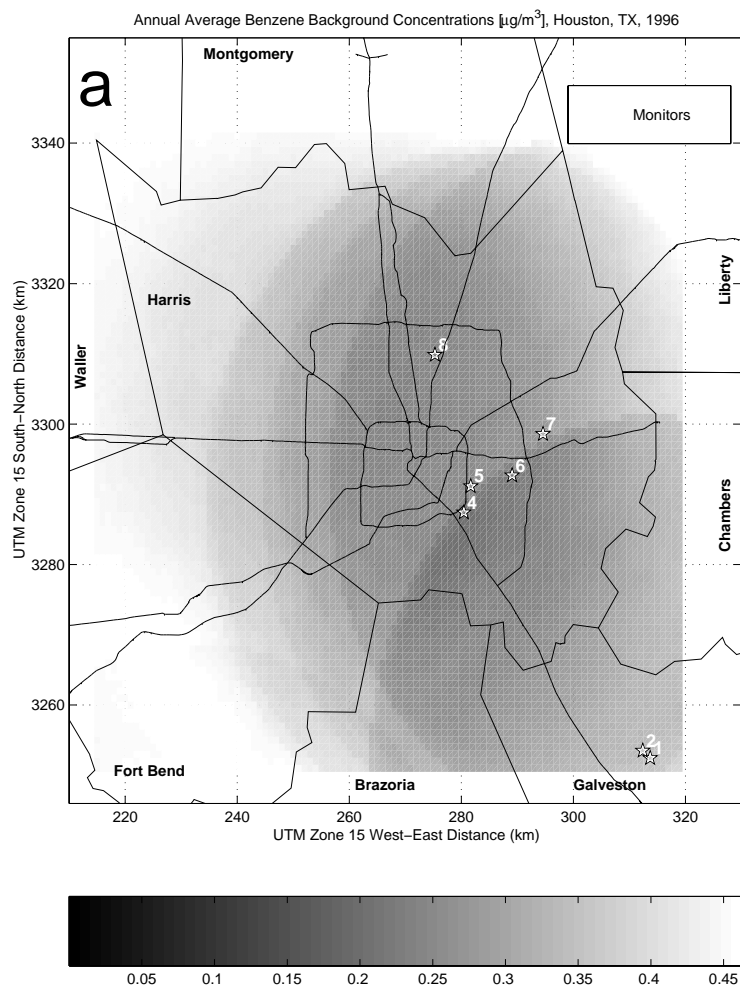 Annual Average Benzene Background Concentrations [μg/m³], Houston, TX, 1996
a
Montgomery
Monitors
Harris
Waller
Liberty
Chambers
Fort Bend
Brazoria
Galveston
8
7
6
5
4
2
1
3340
3320
3300
3280
3260
UTM Zone 15 South−North Distance (km)
220 240 260 280 300 320
UTM Zone 15 West−East Distance (km)
0.05 0.1 0.15 0.2 0.25 0.3 0.35 0.4 0.45